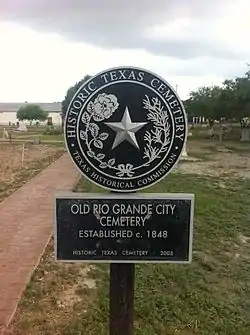 HISTORIC TEXAS CEMETERY
• TEXAS HISTORICAL COMMISSION •
OLD RIO GRANDE CITY
CEMETERY
ESTABLISHED c. 1848
HISTORIC TEXAS CEMETERY - 2005